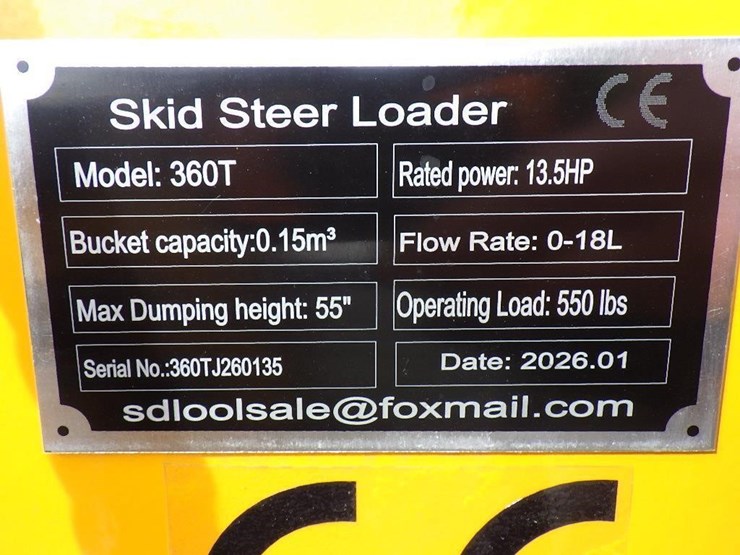 Skid Steer Loader CE
Model: 360T
Rated power: 13.5HP
Bucket capacity:0.15m³
Flow Rate: 0-18L
Max Dumping height: 55"
Operating Load: 550 lbs
Serial No.:360TJ260135
Date: 2026.01
sdloolsale@foxmail.com
CE